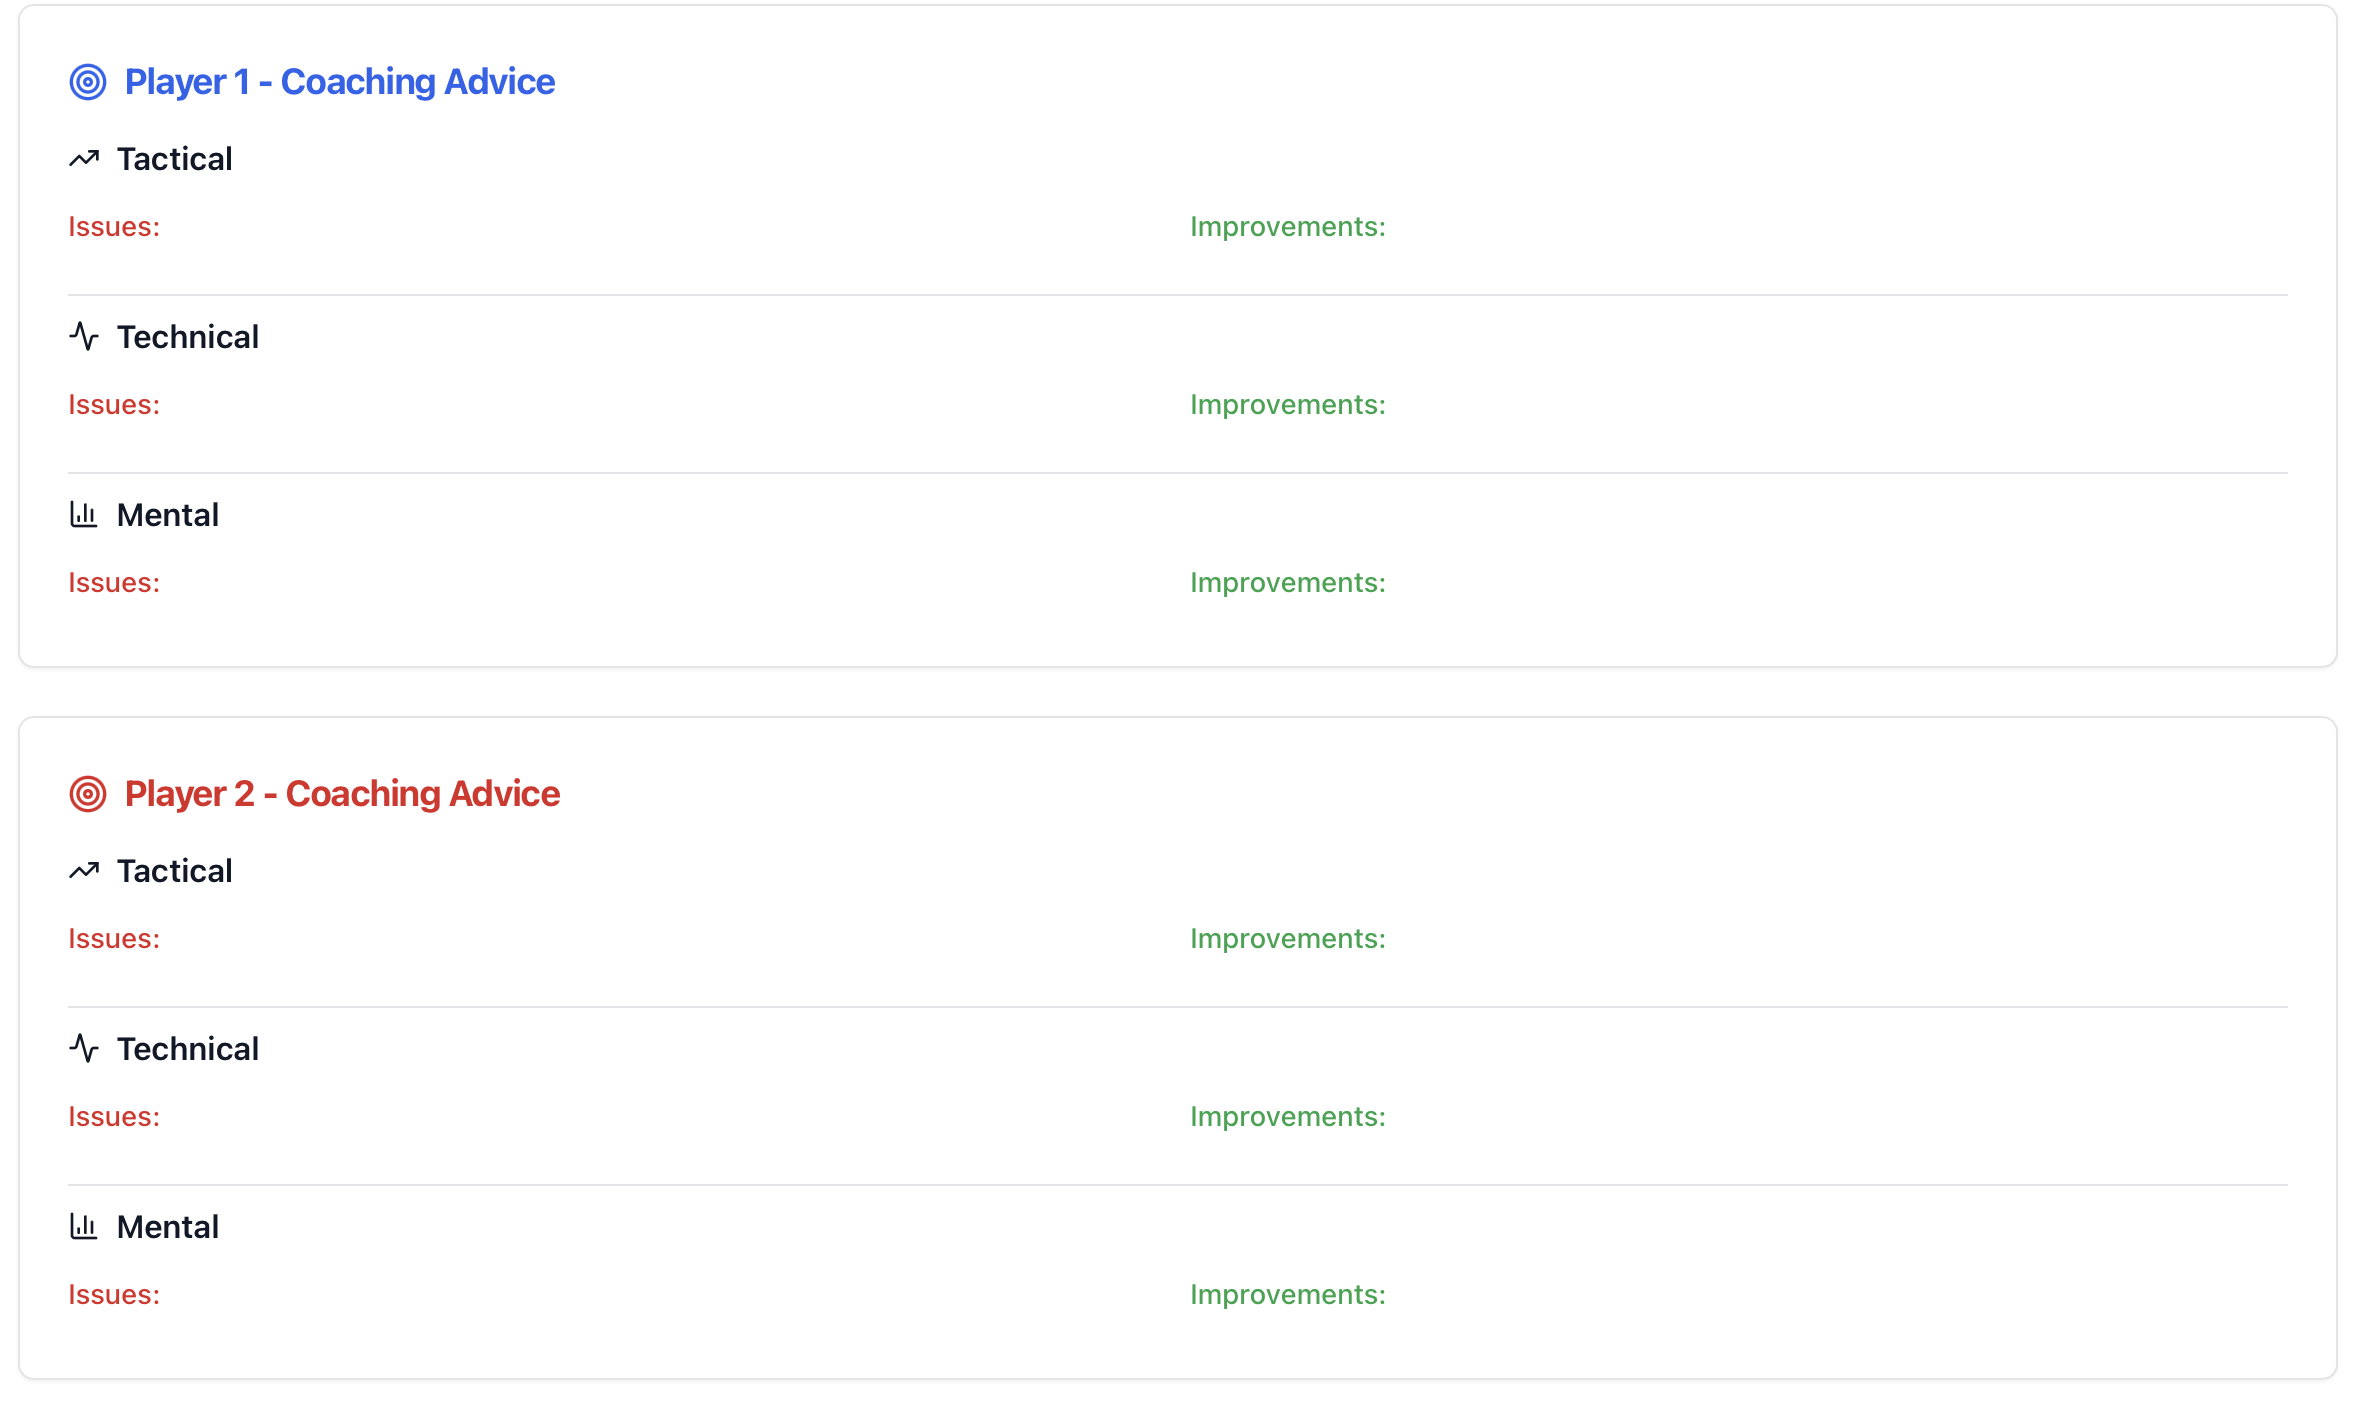 Player 1 - Coaching Advice
Tactical
Issues: Improvements:
Technical
Issues: Improvements:
Mental
Issues: Improvements:
Player 2 - Coaching Advice
Tactical
Issues: Improvements:
Technical
Issues: Improvements:
Mental
Issues: Improvements: